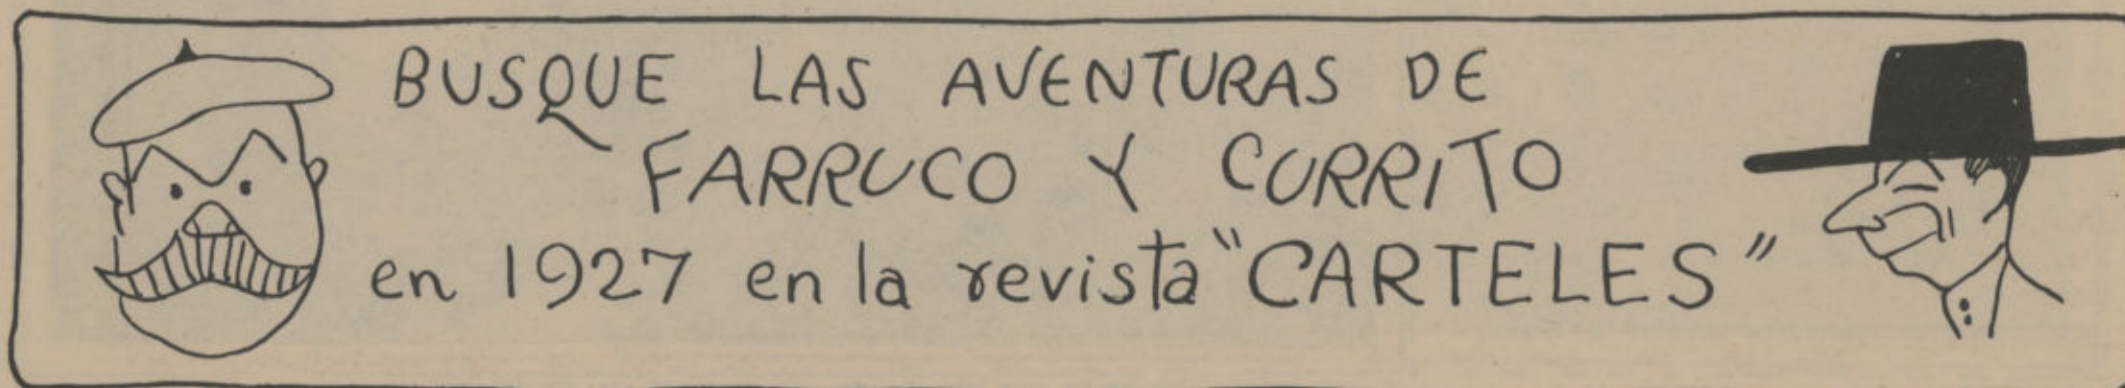 BUSQUE LAS AVENTURAS DE
FARRUCO Y CURRITO
en 1927 en la revista "CARTELES"